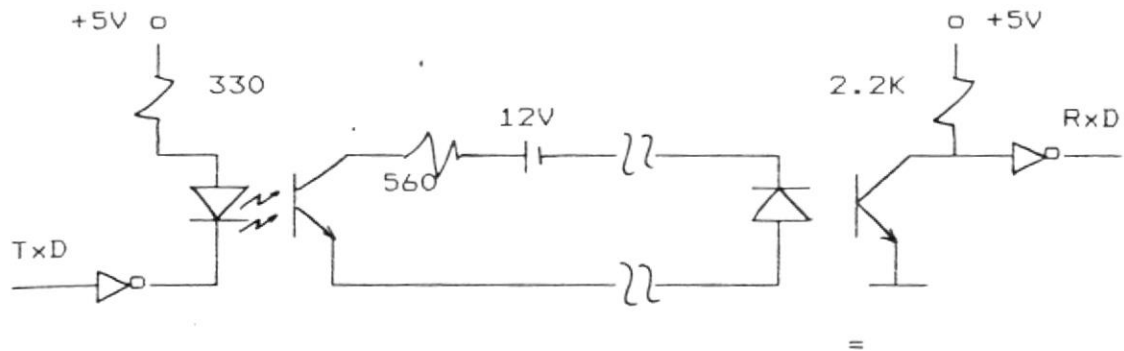 +5V
+5V
330
2.2K
12V
RxD
560
TxD
=